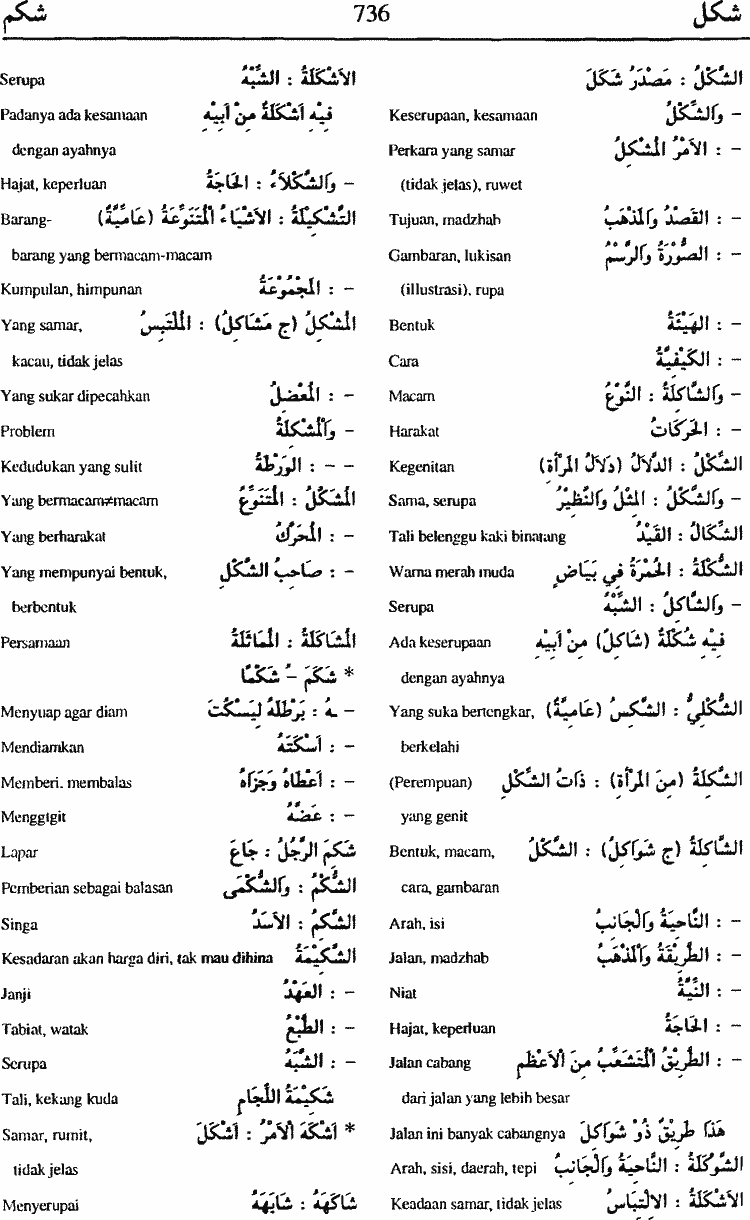 شكل 736 شكم
الشَّكْلُ : مَصْدَرُ شَكَلَ
– وَالشِّكْلُ Keserupaan, kesamaan
– : الاَمْرُ المُشْكِلُ Perkara yang samar
(tidak jelas), ruwet
– : القَصْدُ وَالمَذْهَبُ Tujuan, madzhab
– : الصُّوْرَةُ وَالرَّسْمُ Gambaran, lukisan
(illustrasi). rupa
– : الهَيْئَةُ Bentuk
– : الكَيْفِيَّةُ Cara
– وَالشَّاكِلَةُ : النَّوْعُ Macam
– : الحَرَكَاتُ Harakat
الشِّكْلُ : الدَّلاَلُ (دَلاَلُ المَرْأَةِ) Kegenitan
– وَالشَّكْلُ : المِثْلُ وَالنَّظِيْرُ Sama, serupa
الشِّكَالُ : القَيْدُ Tali belenggu kaki binatang
الشُّكْلَةُ : الحُمْرَةُ فِي بَيَاضٍ Warna merah muda
– وَالشَّاكِلُ : الشَّبْهُ Serupa
فِيْهِ شُكْلَةٌ (شَاكِلٌ) مِنْ اَبِيْهِ Ada keserupaan
dengan ayahnya
الشَّكْلِيُّ : الشَّكِسُ (عَامِيَّةٌ) Yang suka bertengkar,
berkelahi
الشَّكِلَةُ (مِنَ المَرْأَةِ) : ذَاتُ الشِّكْلِ (Perempuan)
yang genit
الشَّاكِلَةُ (ج شَوَاكِلُ) : الشَّكْلُ Bentuk, macam,
cara, gambaran
– : النَّاحِيَةُ وَالْجَانِبُ Arah, isi
– : الطَّرِيْقَةُ وَالْمَذْهَبُ Jalan, madzhab
– : النِّيَّةُ Niat
– : الحَاجَةُ Hajat, keperluan
– : الطَّرِيْقُ الْمُتَشَعِّبُ مِنَ الْاَعْظَمِ Jalan cabang
dari jalan yang lebih besar
هَذَا طَرِيْقٌ ذُوْ شَوَاكِلَ Jalan ini banyak cabangnya
الشَّوْكَلَةُ : النَّاحِيَةُ وَالْجَانِبُ Arah, sisi, daerah, tepi
الاَشْكَلَةُ : الاِلْتِبَاسُ Keadaan samar, tidak jelas
الاَشْكَلَةُ : الشِّبْهُ Serupa
فِيْهِ اَشْكَلَةٌ مِنْ اَبِيْهِ Padanya ada kesamaan
dengan ayahnya
– وَالشَّكْلاَءُ : الحَاجَةُ Hajat, keperluan
التَّشْكِيْلَةُ : الاَشْيَاءُ الْمُتَنَوِّعَةُ (عَامِيَّةٌ) Barang-
barang yang bermacam-macam
– : الْمَجْمُوْعَةُ Kumpulan, himpunan
الْمُشْكِلُ (ج مَشَاكِلُ) : الْمُلْتَبِسُ Yang samar,
kacau, tidak jelas
– : الْمُعْضِلُ Yang sukar dipecahkan
– وَالْمُشْكِلَةُ Problem
– – : الوَرْطَةُ Kedudukan yang sulit
الْمُشَكَّلُ : الْمُتَنَوِّعُ Yang bermacam≠macam
– : الْمُحَرَّكُ Yang berharakat
– : صَاحِبُ الشَّكْلِ Yang mempunyai bentuk,
berbentuk
الْمُشَاكَلَةُ : الْمُمَاثَلَةُ Persamaan
* شَكَمَ – ُ شَكْمًا
– ـهُ : بَرْطَلَهُ لِيَسْكُتَ Menyuap agar diam
– : اَسْكَتَهُ Mendiamkan
– : اَعْطَاهُ وَجَزَاهُ Memberi. membalas
– : عَضَّهُ Menggigit
شَكِمَ الرَّجُلُ : جَاعَ Lapar
الشُّكْمُ : وَالشُّكْمَى Pemberian sebagai balasan
الشَّكِمُ : الاَسَدُ Singa
الشَّكِيْمَةُ Kesadaran akan harga diri, tak mau dihina
– : العَهْدُ Janji
– : الطَّبْعُ Tabiat, watak
– : الشَّبَهُ Serupa
شَكِيْمَةُ اللِّجَامِ Tali, kekang kuda
* اَشْكَهَ الاَمْرُ : اَشْكَلَ Samar, rumit,
tidak jelas
شَاكَهَهُ : شَابَهَهُ Menyerupai